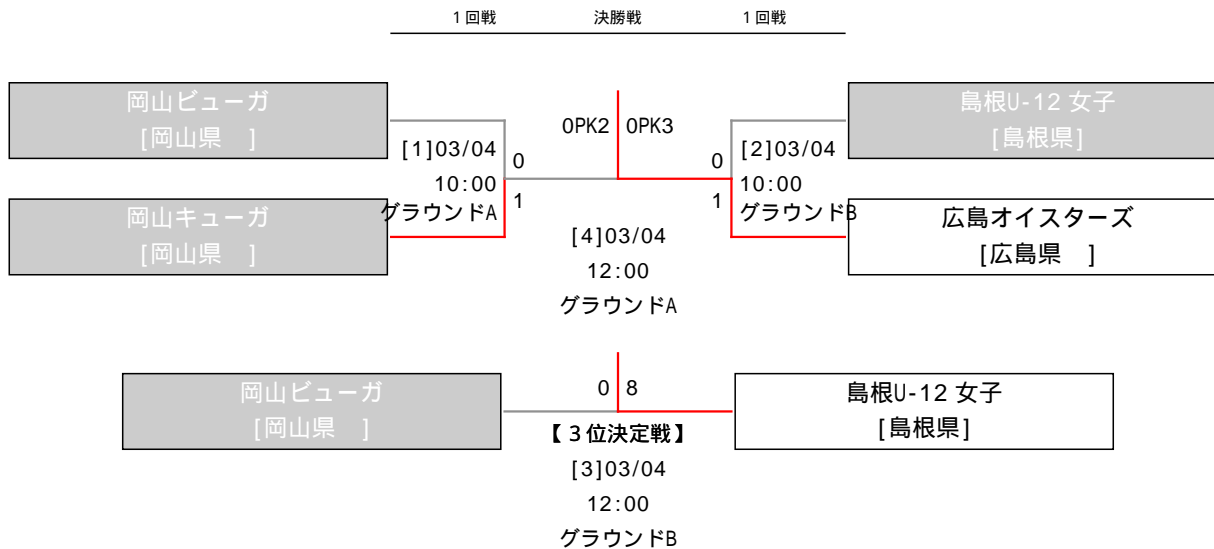 1回戦
決勝戦
1回戦
岡山ビューガ
[岡山県　]
島根U-12 女子
[島根県]
0PK2
0PK3
[1]03/04
0
10:00
グラウンドA
1
0
[2]03/04
10:00
1
グラウンドB
岡山キューガ
[岡山県　]
広島オイスターズ
[広島県　]
[4]03/04
12:00
グラウンドA
岡山ビューガ
[岡山県　]
0
8
島根U-12 女子
[島根県]
【３位決定戦】
[3]03/04
12:00
グラウンドB